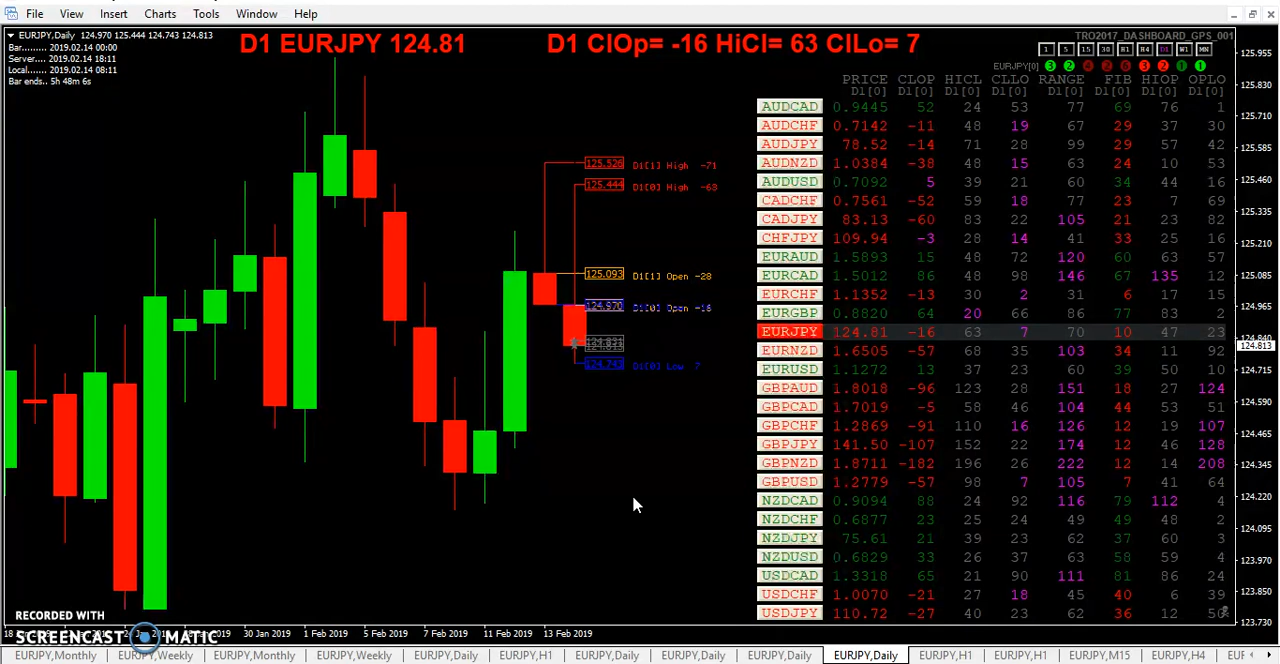 File View Insert Charts Tools Window Help
EURJPY,Daily 124.970 125.444 124.743 124.813
Bar........ 2019.02.14 00:00
Server.... 2019.02.14 18:11
Local....... 2019.02.14 08:11
Bar ends.. 5h 48m 6s
D1 EURJPY 124.81
D1 ClOp= -16 HiCl= 63 ClLo= 7
TRO2017_DASHBOARD_GPS_001
1 5 15 30 H1 H4 D1 W1 MN
EURJPY[0] 3 2 4 2 6 3 2 1 1
PRICE CLOP HICL CLLO RANGE FIB HIOP OPLO
D1[0] D1[0] D1[0] D1[0] D1[0] D1[0] D1[0] D1[0]
AUDCAD 0.9445 52 24 53 77 69 76 1
AUDCHF 0.7142 -11 48 19 67 29 37 30
AUDJPY 78.52 -14 71 28 99 29 57 42
AUDNZD 1.0384 -38 48 15 63 24 10 53
AUDUSD 0.7092 5 39 21 60 34 44 16
CADCHF 0.7561 -52 59 18 77 23 7 69
CADJPY 83.13 -60 83 22 105 21 23 82
CHFJPY 109.94 -3 28 14 41 33 25 16
EURAUD 1.5893 15 48 72 120 60 63 57
EURCAD 1.5012 86 48 98 146 67 135 12
EURCHF 1.1352 -13 30 2 31 6 17 15
EURGBP 0.8820 64 20 66 86 77 83 2
EURJPY 124.81 -16 63 7 70 10 47 23
EURNZD 1.6505 -57 68 35 103 34 11 92
EURUSD 1.1272 13 37 23 60 39 50 10
GBPAUD 1.8018 -96 123 28 151 18 27 124
GBPCAD 1.7019 -5 58 46 104 44 53 51
GBPCHF 1.2869 -91 110 16 126 12 19 107
GBPJPY 141.50 -107 152 22 174 12 46 128
GBPNZD 1.8711 -182 196 26 222 12 14 208
GBPUSD 1.2779 -57 98 7 105 7 41 64
NZDCAD 0.9094 88 24 92 116 79 112 4
NZDCHF 0.6877 23 25 24 49 49 48 2
NZDJPY 75.61 21 39 23 62 37 60 3
NZDUSD 0.6829 33 26 37 63 58 59 4
USDCAD 1.3318 65 21 90 111 81 86 24
USDCHF 1.0070 -21 27 18 45 40 6 39
USDJPY 110.72 -27 40 23 62 36 12 50
125.526 D1[1] High -71
125.444 D1[0] High -63
125.093 D1[1] Open -28
124.970 D1[0] Open -16
124.743 D1[0] Low 7
125.955
125.830
125.710
125.585
125.460
125.335
125.210
125.085
124.965
124.840
124.813
124.715
124.590
124.465
124.345
124.220
124.095
123.970
123.850
123.730
RECORDED WITH
SCREENCAST MATIC
30 Jan 2019 1 Feb 2019 5 Feb 2019 7 Feb 2019 11 Feb 2019 13 Feb 2019
EURJPY,Monthly EURJPY,Weekly EURJPY,Monthly EURJPY,Weekly EURJPY,Daily EURJPY,H1 EURJPY,Daily EURJPY,Daily EURJPY,Daily EURJPY,Daily EURJPY,H1 EURJPY,H1 EURJPY,M15 EURJPY,H4